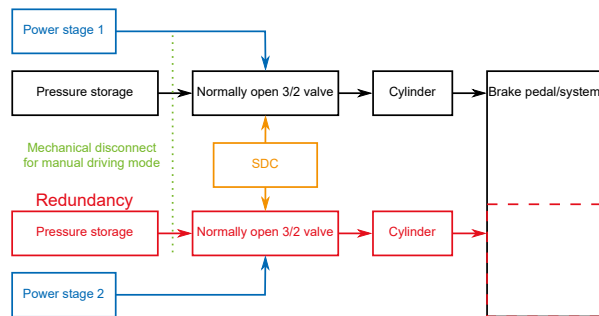 Power stage 1
Pressure storage
Normally open 3/2 valve
Cylinder
Brake pedal/system
Mechanical disconnect
for manual driving mode
SDC
Redundancy
Pressure storage
Normally open 3/2 valve
Cylinder
Power stage 2